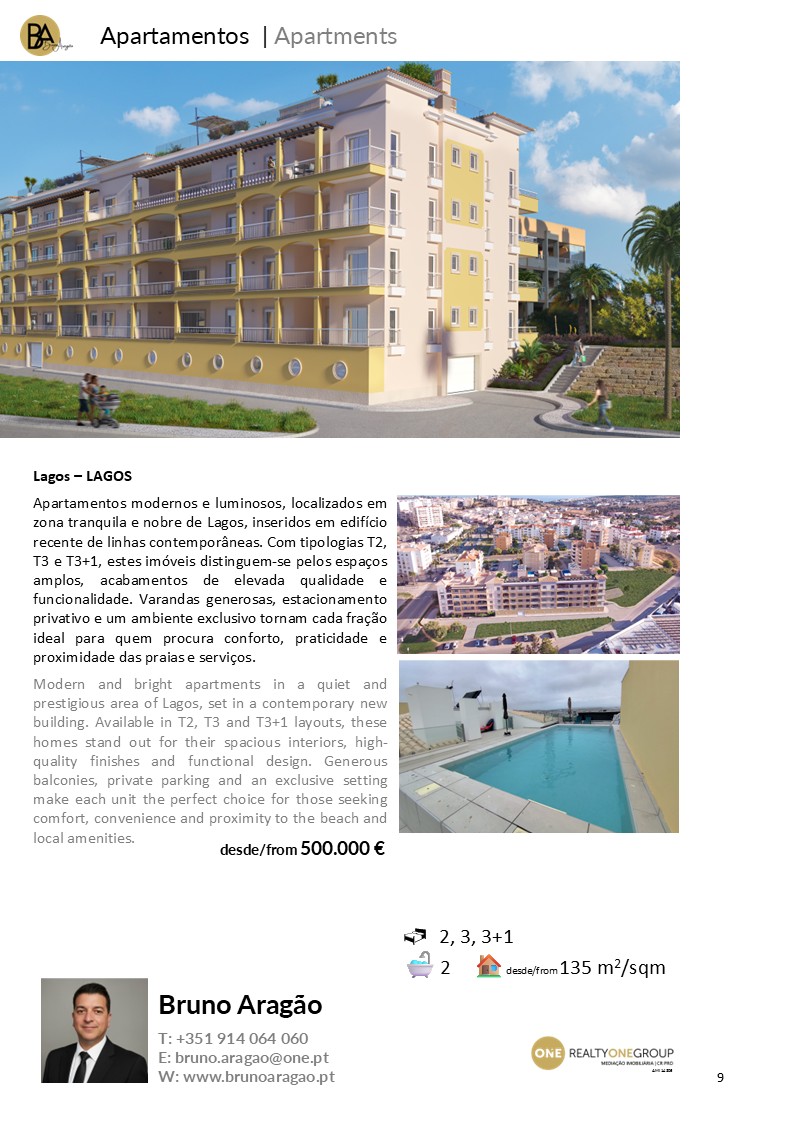 BA
Apartamentos | Apartments
Lagos – LAGOS
Apartamentos modernos e luminosos, localizados em
zona tranquila e nobre de Lagos, inseridos em edifício
recente de linhas contemporâneas. Com tipologias T2,
T3 e T3+1, estes imóveis distinguem-se pelos espaços
amplos, acabamentos de elevada qualidade e
funcionalidade. Varandas generosas, estacionamento
privativo e um ambiente exclusivo tornam cada fração
ideal para quem procura conforto, praticidade e
proximidade das praias e serviços.
Modern and bright apartments in a quiet and
prestigious area of Lagos, set in a contemporary new
building. Available in T2, T3 and T3+1 layouts, these
homes stand out for their spacious interiors, high-
quality finishes and functional design. Generous
balconies, private parking and an exclusive setting
make each unit the perfect choice for those seeking
comfort, convenience and proximity to the beach and
local amenities.
desde/from 500.000 €
2, 3, 3+1
2 desde/from 135 m²/sqm
Bruno Aragão
T: +351 914 064 060
E: bruno.aragao@one.pt
W: www.brunoaragao.pt
ONE REALTYONEGROUP
MEDIAÇÃO IMOBILIÁRIA | CR PRO
9